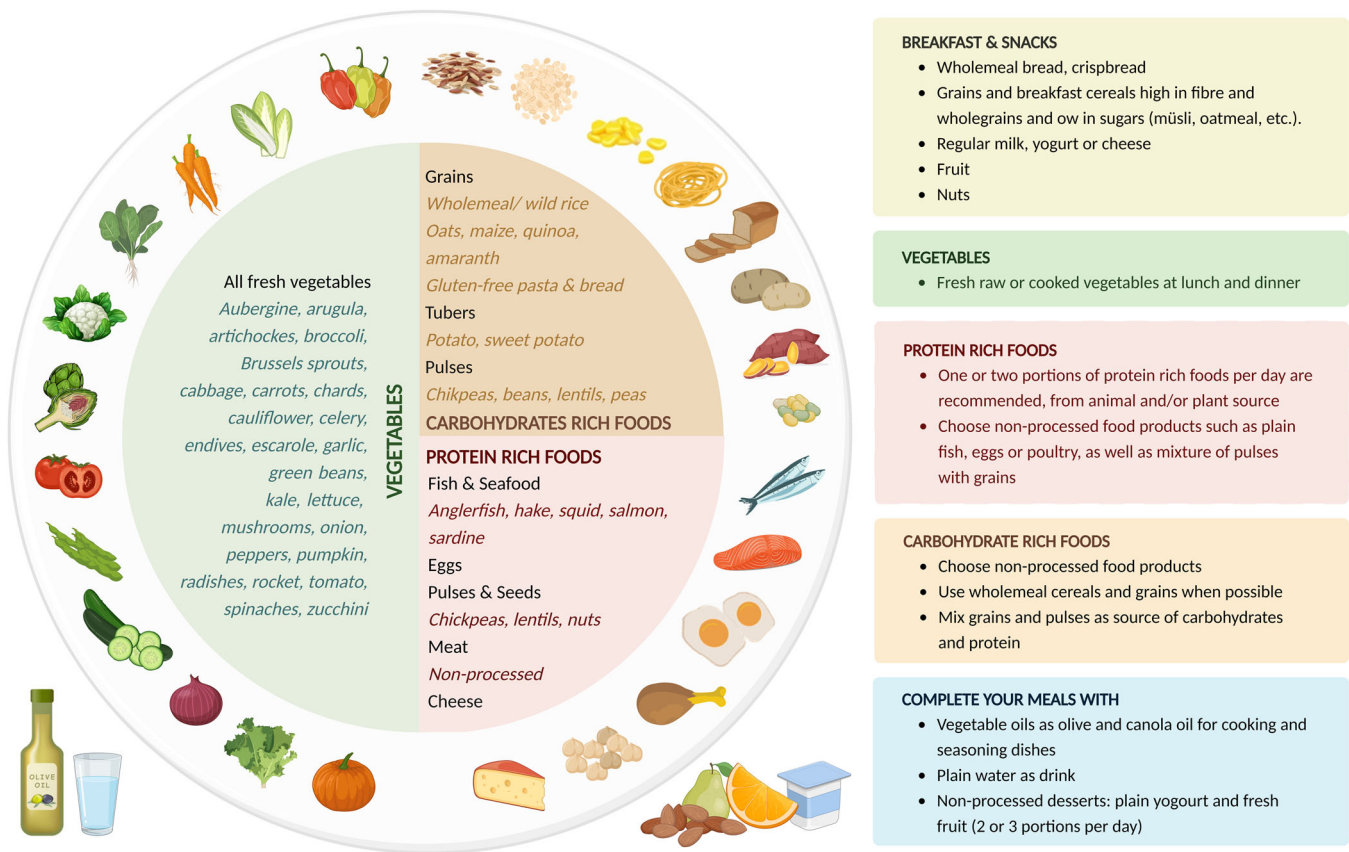 All fresh vegetables
Aubergine, arugula,
artichockes, broccoli,
Brussels sprouts,
cabbage, carrots, chards,
cauliflower, celery,
endives, escarole, garlic,
green beans,
kale, lettuce,
mushrooms, onion,
peppers, pumpkin,
radishes, rocket, tomato,
spinaches, zucchini
VEGETABLES
Grains
Wholemeal/ wild rice
Oats, maize, quinoa,
amaranth
Gluten-free pasta & bread
Tubers
Potato, sweet potato
Pulses
Chikpeas, beans, lentils, peas
CARBOHYDRATES RICH FOODS
PROTEIN RICH FOODS
Fish & Seafood
Anglerfish, hake, squid, salmon,
sardine
Eggs
Pulses & Seeds
Chickpeas, lentils, nuts
Meat
Non-processed
Cheese
OLIVE
OIL
BREAKFAST & SNACKS
• Wholemeal bread, crispbread
• Grains and breakfast cereals high in fibre and
wholegrains and ow in sugars (müsli, oatmeal, etc.).
• Regular milk, yogurt or cheese
• Fruit
• Nuts
VEGETABLES
• Fresh raw or cooked vegetables at lunch and dinner
PROTEIN RICH FOODS
• One or two portions of protein rich foods per day are
recommended, from animal and/or plant source
• Choose non-processed food products such as plain
fish, eggs or poultry, as well as mixture of pulses
with grains
CARBOHYDRATE RICH FOODS
• Choose non-processed food products
• Use wholemeal cereals and grains when possible
• Mix grains and pulses as source of carbohydrates
and protein
COMPLETE YOUR MEALS WITH
• Vegetable oils as olive and canola oil for cooking and
seasoning dishes
• Plain water as drink
• Non-processed desserts: plain yogourt and fresh
fruit (2 or 3 portions per day)